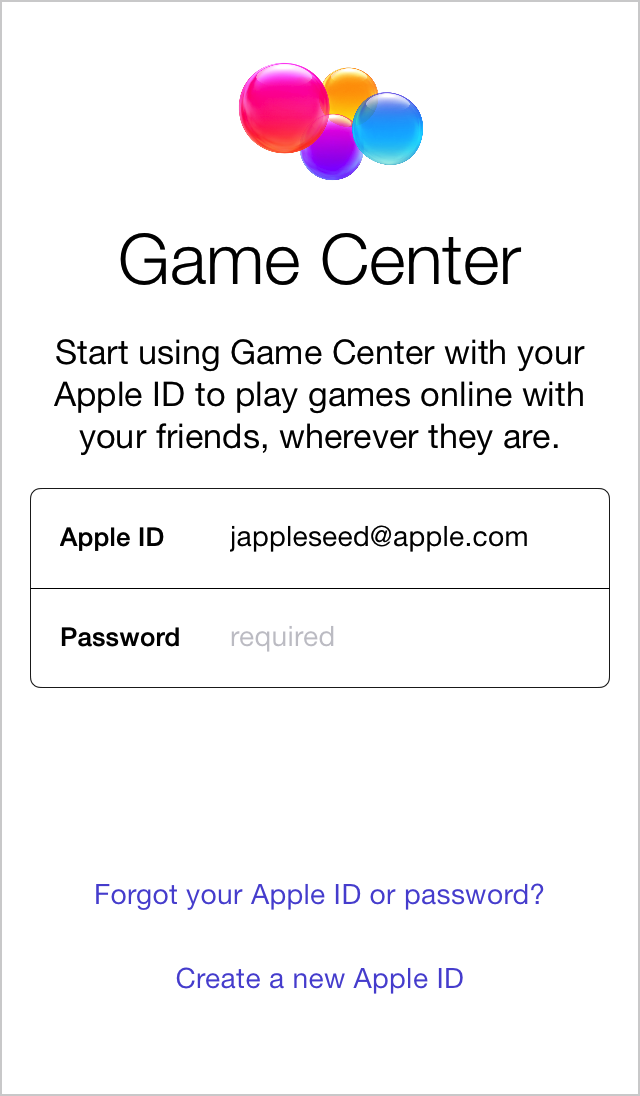 Game Center
Start using Game Center with your
Apple ID to play games online with
your friends, wherever they are.
Apple ID jappleseed@apple.com
Password required
Forgot your Apple ID or password?
Create a new Apple ID